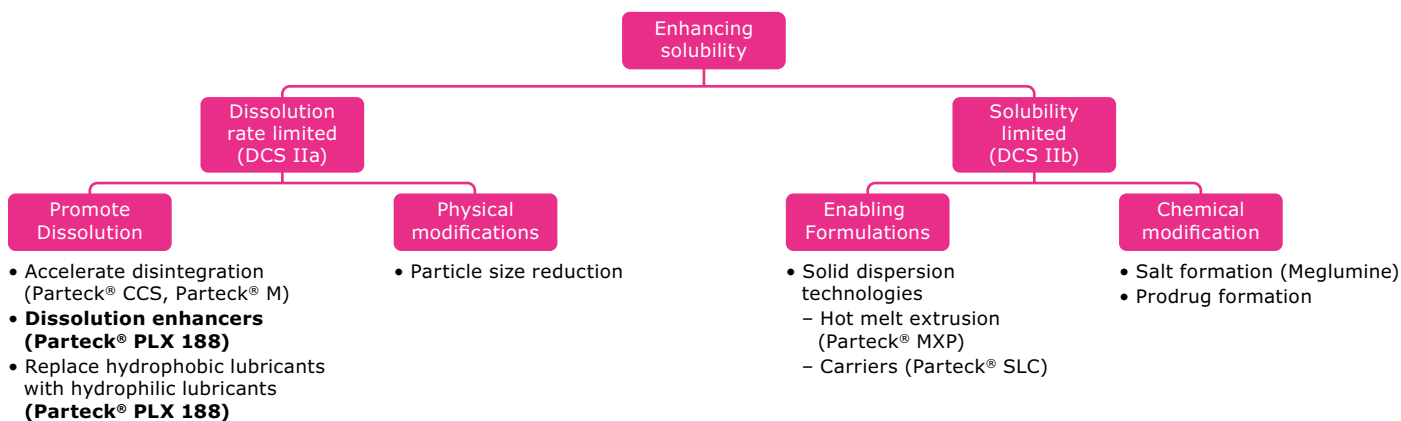 Enhancing
solubility
Dissolution
rate limited
(DCS IIa)
Solubility
limited
(DCS IIb)
Promote
Dissolution
Physical
modifications
Enabling
Formulations
Chemical
modification
• Accelerate disintegration
(Parteck® CCS, Parteck® M)
• Dissolution enhancers
(Parteck® PLX 188)
• Replace hydrophobic lubricants
with hydrophilic lubricants
(Parteck® PLX 188)
• Particle size reduction
• Solid dispersion
technologies
– Hot melt extrusion
(Parteck® MXP)
– Carriers (Parteck® SLC)
• Salt formation (Meglumine)
• Prodrug formation